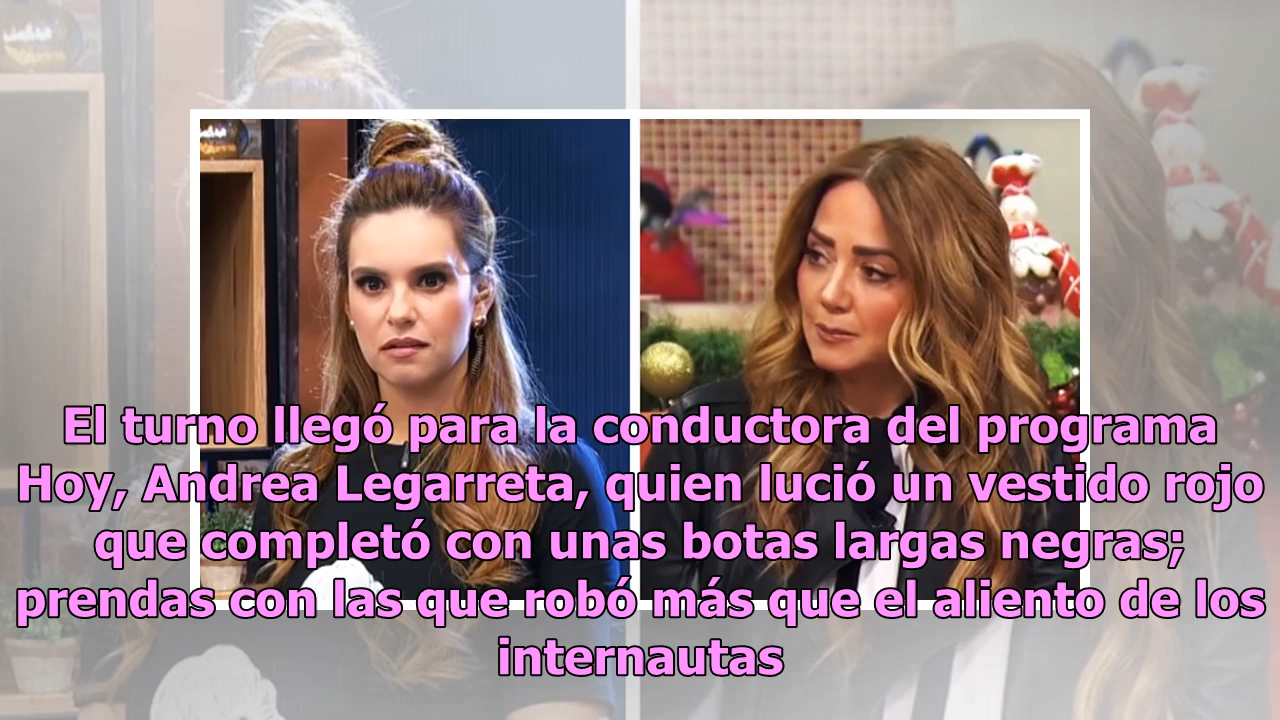 El turno llegó para la conductora del programa
Hoy, Andrea Legarreta, quien lució un vestido rojo
que completó con unas botas largas negras;
prendas con las que robó más que el aliento de los
internautas